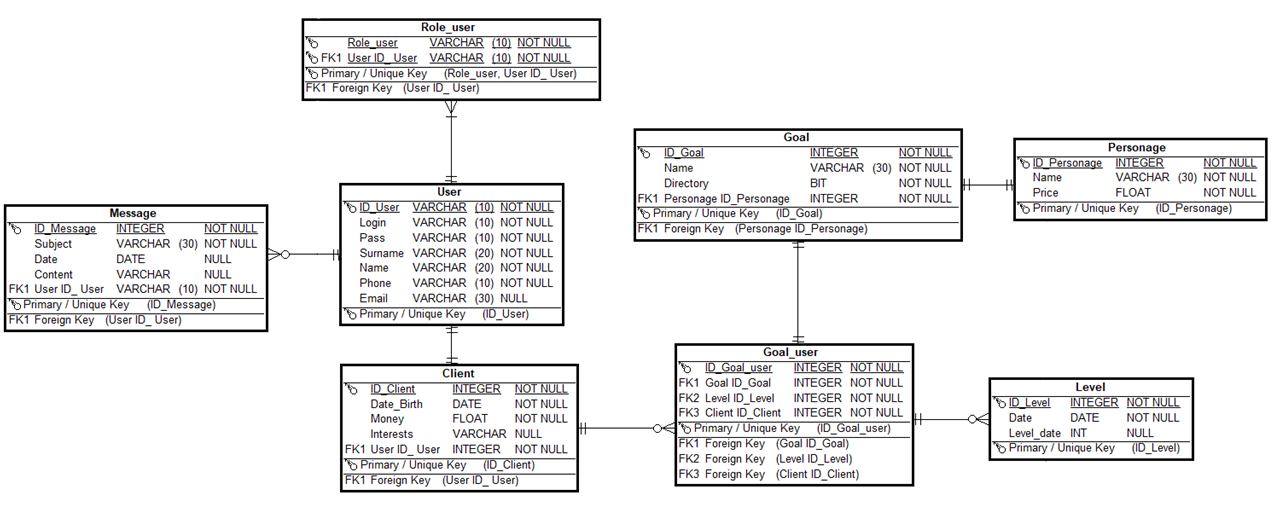 Role_user
Role_user VARCHAR (10) NOT NULL
FK1 User ID_ User VARCHAR (10) NOT NULL
Primary / Unique Key (Role_user, User ID_ User)
FK1 Foreign Key (User ID_ User)
Goal
ID_Goal INTEGER NOT NULL
Name VARCHAR (30) NOT NULL
Directory BIT NOT NULL
FK1 Personage ID_Personage INTEGER NOT NULL
Primary / Unique Key (ID_Goal)
FK1 Foreign Key (Personage ID_Personage)
Personage
ID_Personage INTEGER NOT NULL
Name VARCHAR (30) NOT NULL
Price FLOAT NOT NULL
Primary / Unique Key (ID_Personage)
User
ID_User VARCHAR (10) NOT NULL
Login VARCHAR (10) NOT NULL
Pass VARCHAR (10) NOT NULL
Surname VARCHAR (20) NOT NULL
Name VARCHAR (20) NOT NULL
Phone VARCHAR (10) NOT NULL
Email VARCHAR (30) NULL
Primary / Unique Key (ID_User)
Message
ID_Message INTEGER NOT NULL
Subject VARCHAR (30) NOT NULL
Date DATE NULL
Content VARCHAR NULL
FK1 User ID_ User VARCHAR (10) NOT NULL
Primary / Unique Key (ID_Message)
FK1 Foreign Key (User ID_ User)
Client
ID_Client INTEGER NOT NULL
Date_Birth DATE NOT NULL
Money FLOAT NOT NULL
Interests VARCHAR NULL
FK1 User ID_ User INTEGER NOT NULL
Primary / Unique Key (ID_Client)
FK1 Foreign Key (User ID_ User)
Goal_user
ID_Goal_user INTEGER NOT NULL
FK1 Goal ID_Goal INTEGER NOT NULL
FK2 Level ID_Level INTEGER NOT NULL
FK3 Client ID_Client INTEGER NOT NULL
Primary / Unique Key (ID_Goal_user)
FK1 Foreign Key (Goal ID_Goal)
FK2 Foreign Key (Level ID_Level)
FK3 Foreign Key (Client ID_Client)
Level
ID_Level INTEGER NOT NULL
Date DATE NOT NULL
Level_date INT NULL
Primary / Unique Key (ID_Level)